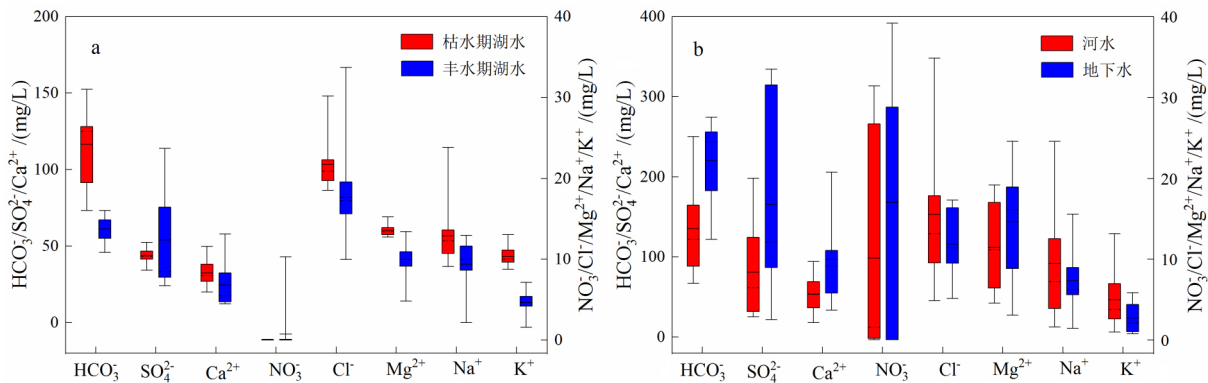 a
枯水期湖水
丰水期湖水
HCO₃⁻/SO₄²⁻/Ca²⁺ /(mg/L)
200
150
100
50
0
NO₃⁻/Cl⁻/Mg²⁺/Na⁺/K⁺ /(mg/L)
40
30
20
10
0
HCO₃⁻ SO₄²⁻ Ca²⁺ NO₃⁻ Cl⁻ Mg²⁺ Na⁺ K⁺
b
河水
地下水
HCO₃⁻/SO₄²⁻/Ca²⁺ /(mg/L)
400
300
200
100
0
NO₃⁻/Cl⁻/Mg²⁺/Na⁺/K⁺ /(mg/L)
40
30
20
10
0
HCO₃⁻ SO₄²⁻ Ca²⁺ NO₃⁻ Cl⁻ Mg²⁺ Na⁺ K⁺